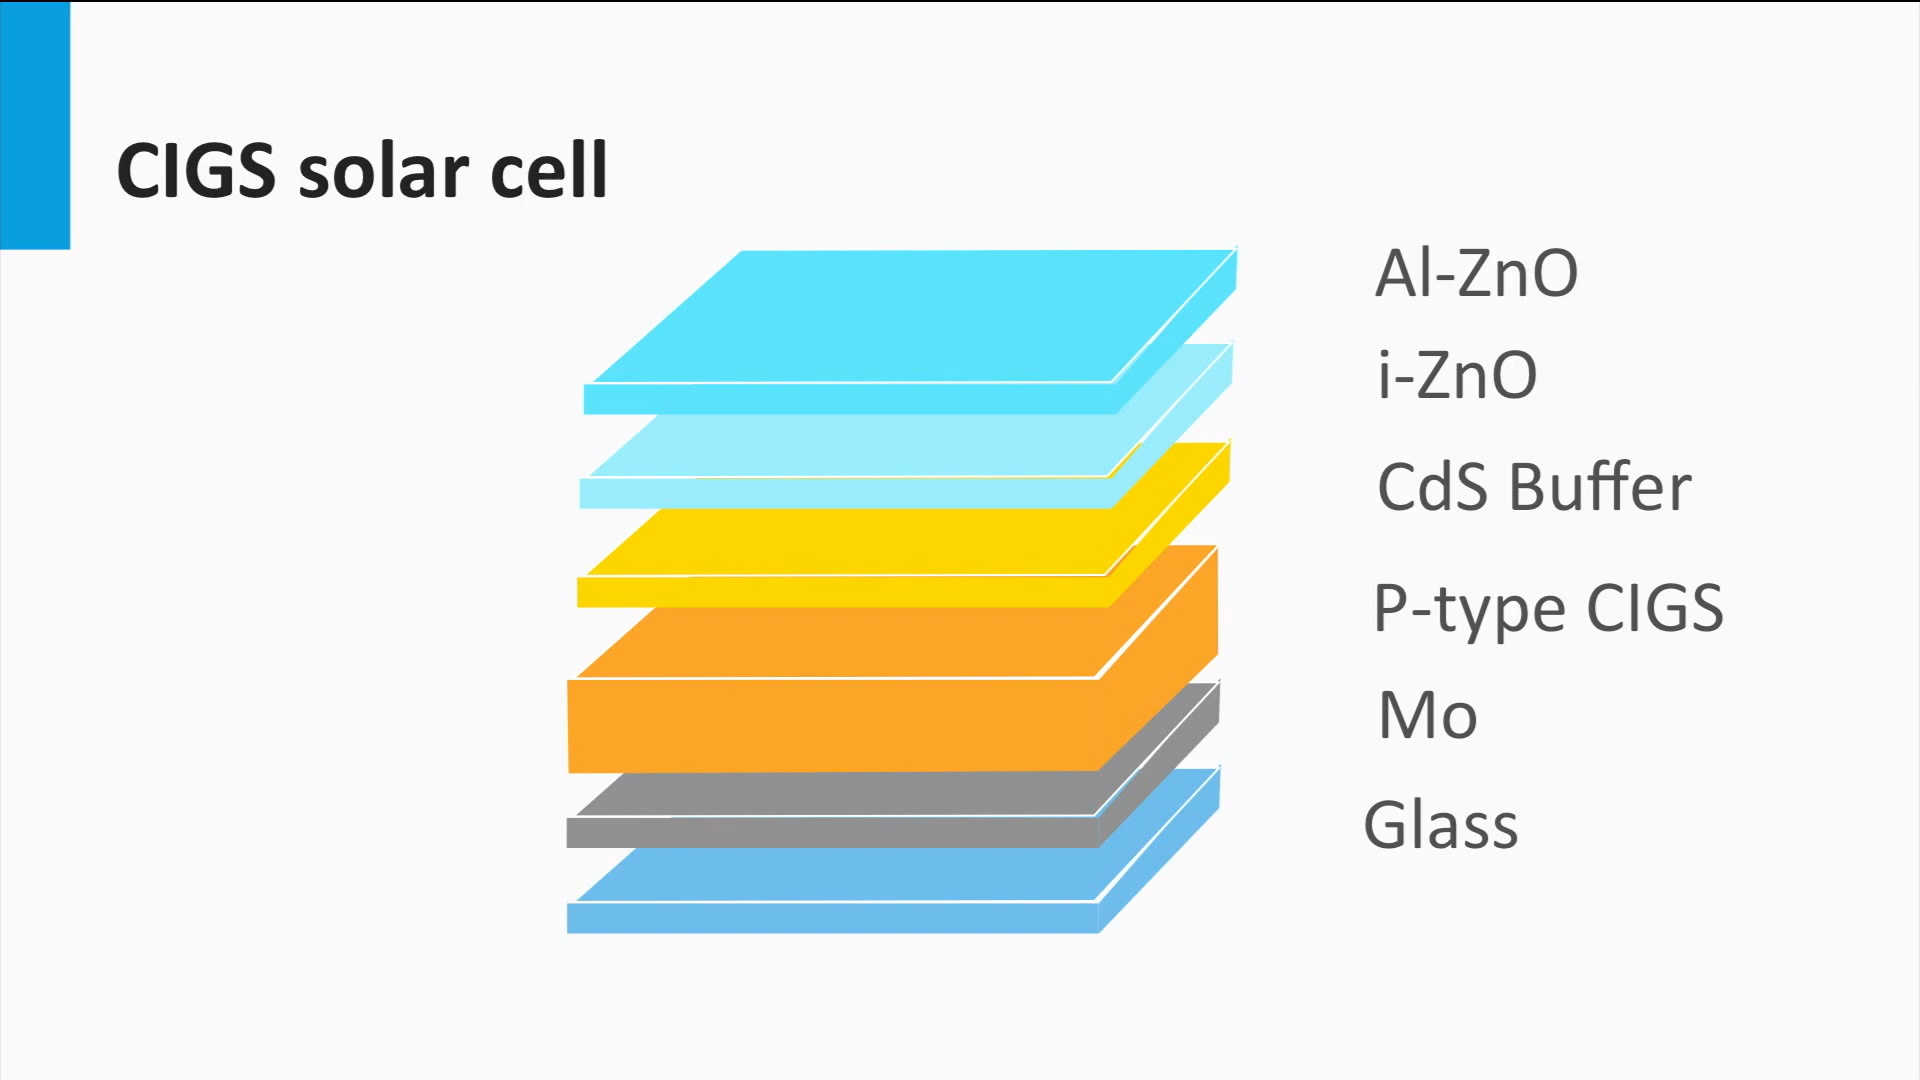 CIGS solar cell
Al-ZnO
i-ZnO
CdS Buffer
P-type CIGS
Mo
Glass